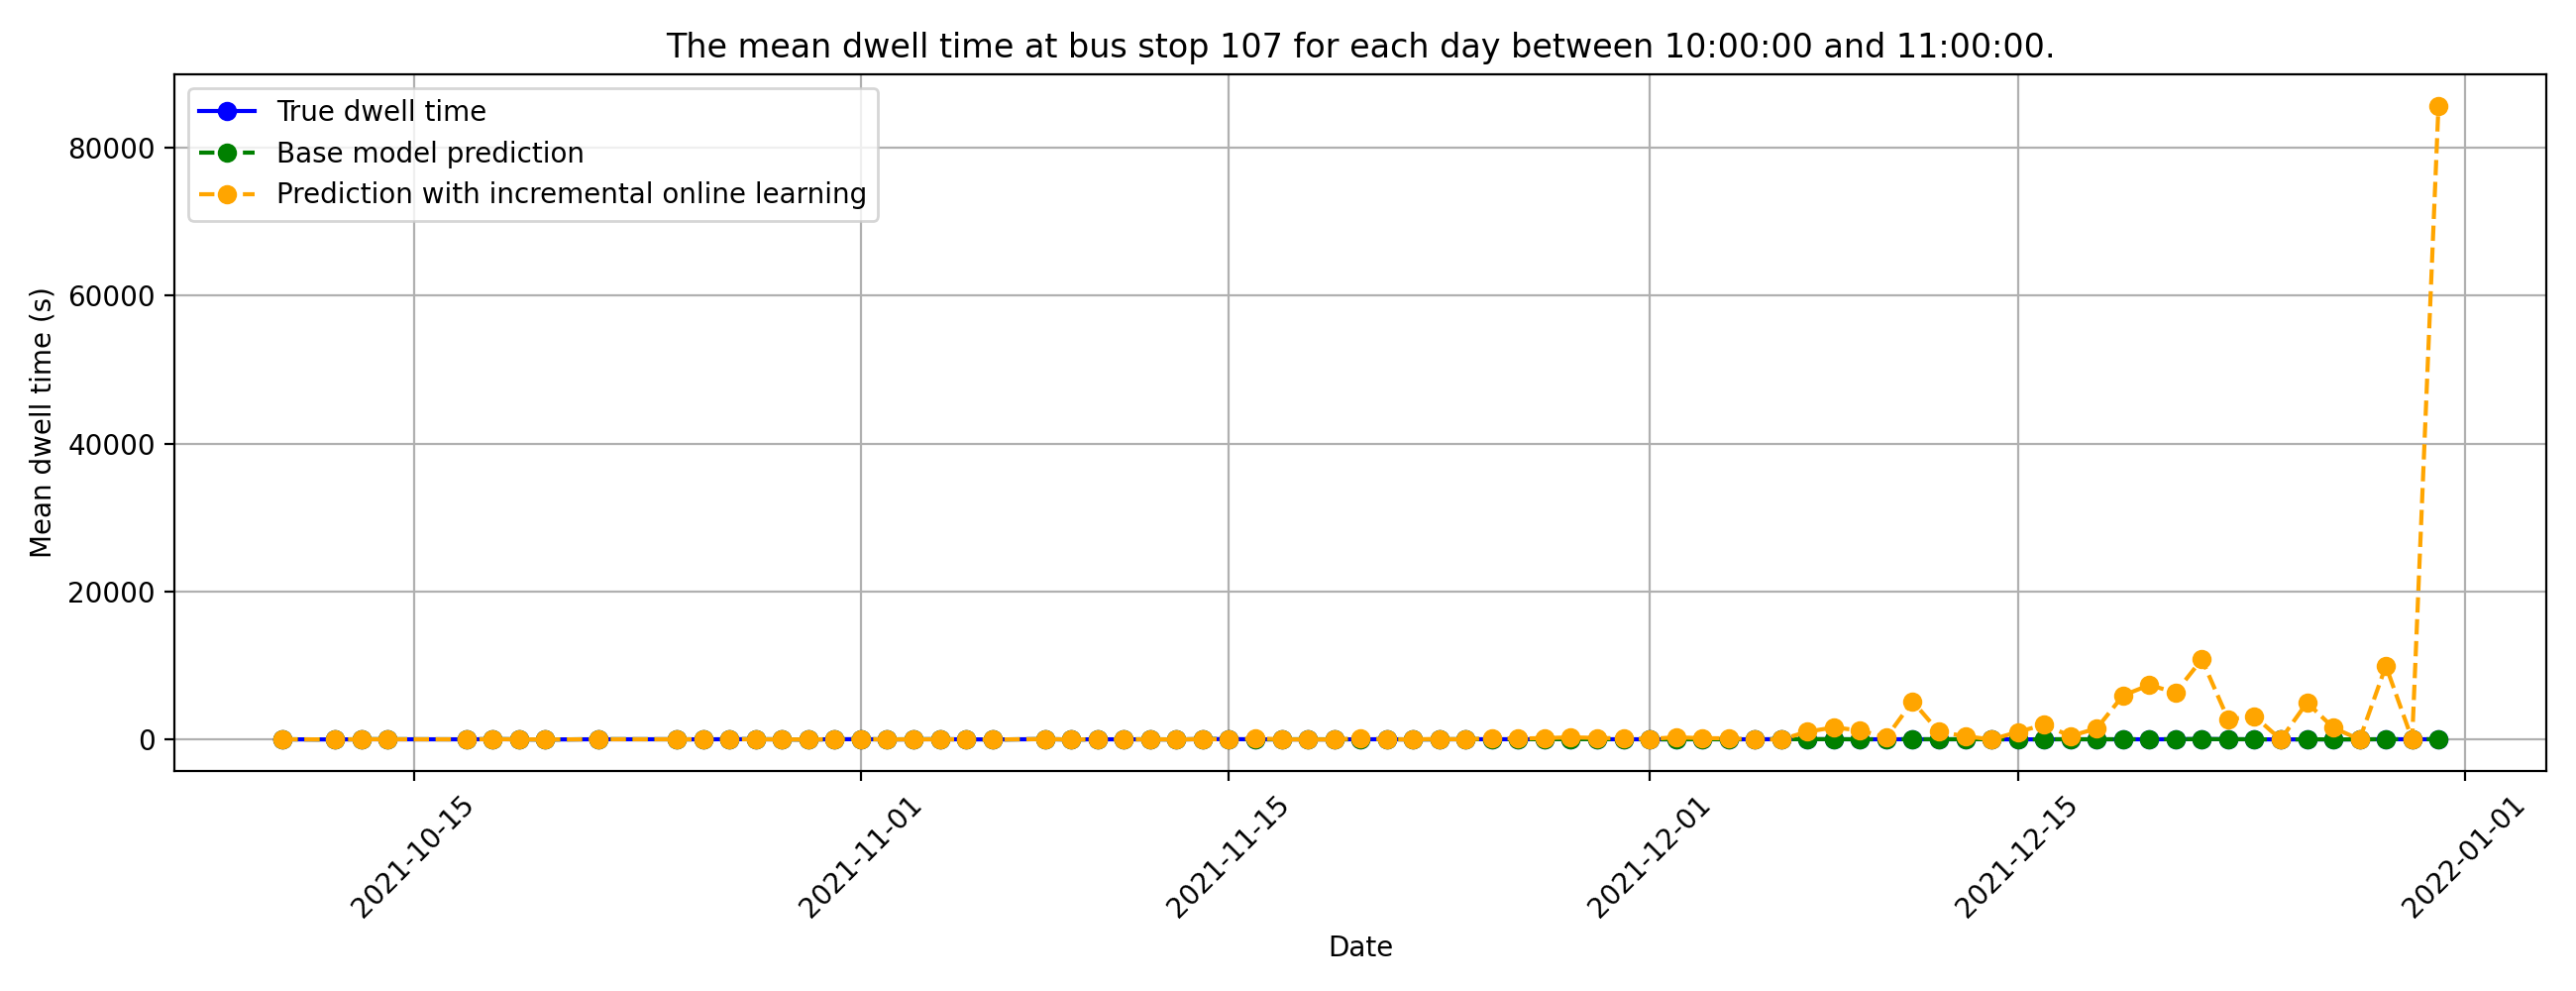 The mean dwell time at bus stop 107 for each day between 10:00:00 and 11:00:00.
True dwell time
Base model prediction
Prediction with incremental online learning
Mean dwell time (s)
80000
60000
40000
20000
0
2021-10-15
2021-11-01
2021-11-15
2021-12-01
2021-12-15
2022-01-01
Date